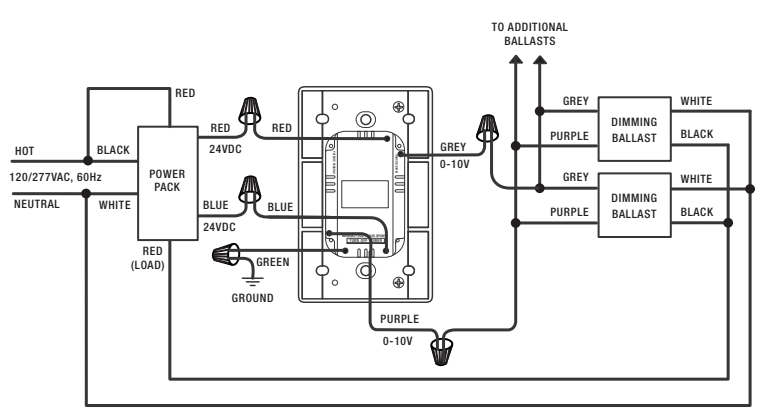 TO ADDITIONAL
BALLASTS
RED
RED
RED
24VDC
GREY
WHITE
DIMMING
BALLAST
PURPLE
BLACK
GREY
0-10V
HOT
BLACK
120/277VAC, 60Hz
POWER
PACK
NEUTRAL
WHITE
BLUE
BLUE
24VDC
GREY
WHITE
DIMMING
BALLAST
PURPLE
BLACK
RED
(LOAD)
GREEN
GROUND
PURPLE
0-10V